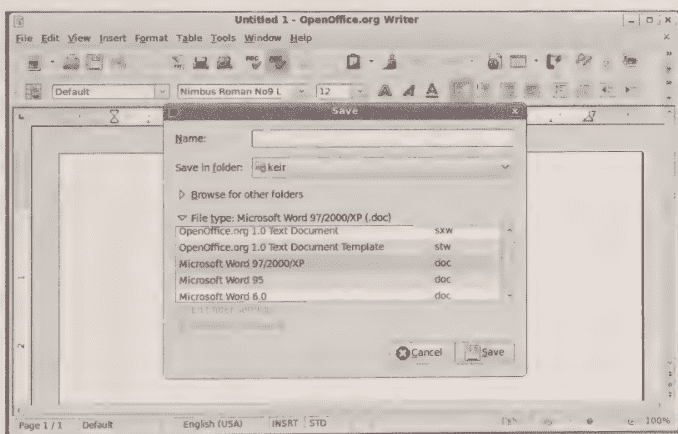 Untitled 1 - OpenOffice.org Writer
File Edit View Insert Format Table Tools Window Help
Default Nimbus Roman No9 L 12
Save
Name:
Save in folder: keir
Browse for other folders
File type: Microsoft Word 97/2000/XP (.doc)
OpenOffice.org 1.0 Text Document sxw
OpenOffice.org 1.0 Text Document Template stw
Microsoft Word 97/2000/XP doc
Microsoft Word 95 doc
Microsoft Word 6.0 doc
Cancel Save
Page 1 / 1 Default English (USA) INSRT STD 100%